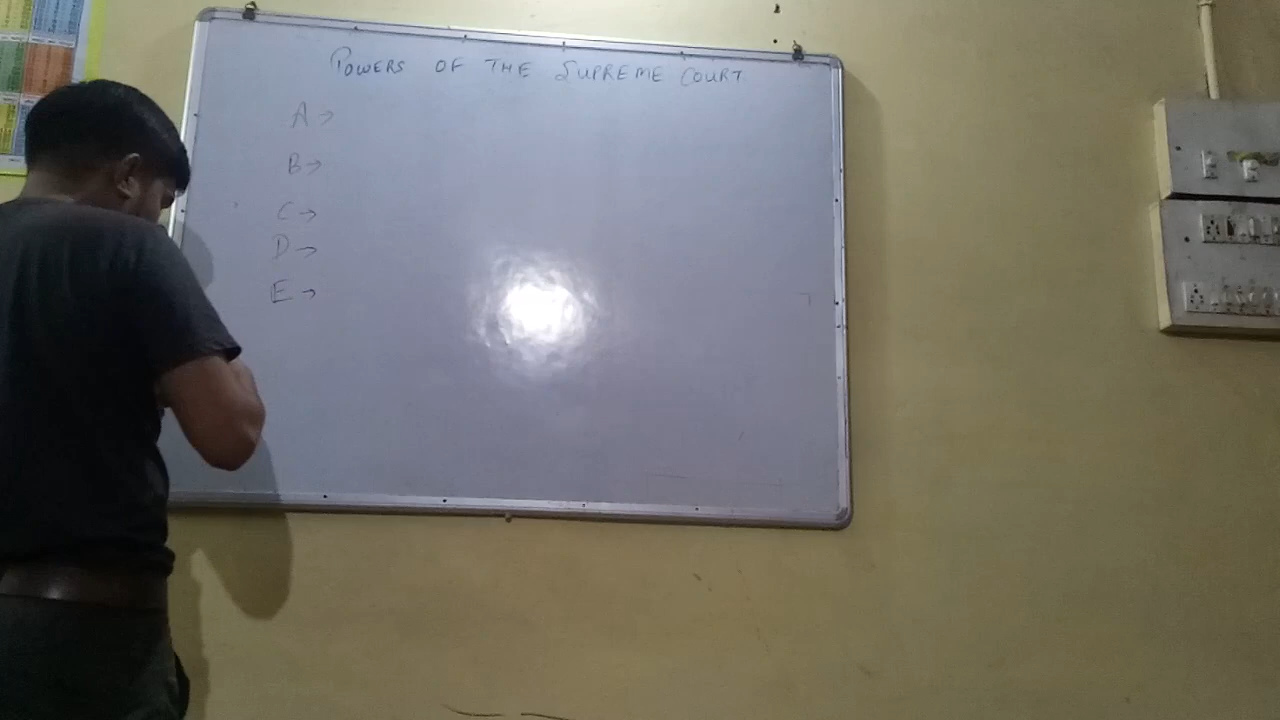 POWERS OF THE SUPREME COURT
A →
B →
C →
D →
E →